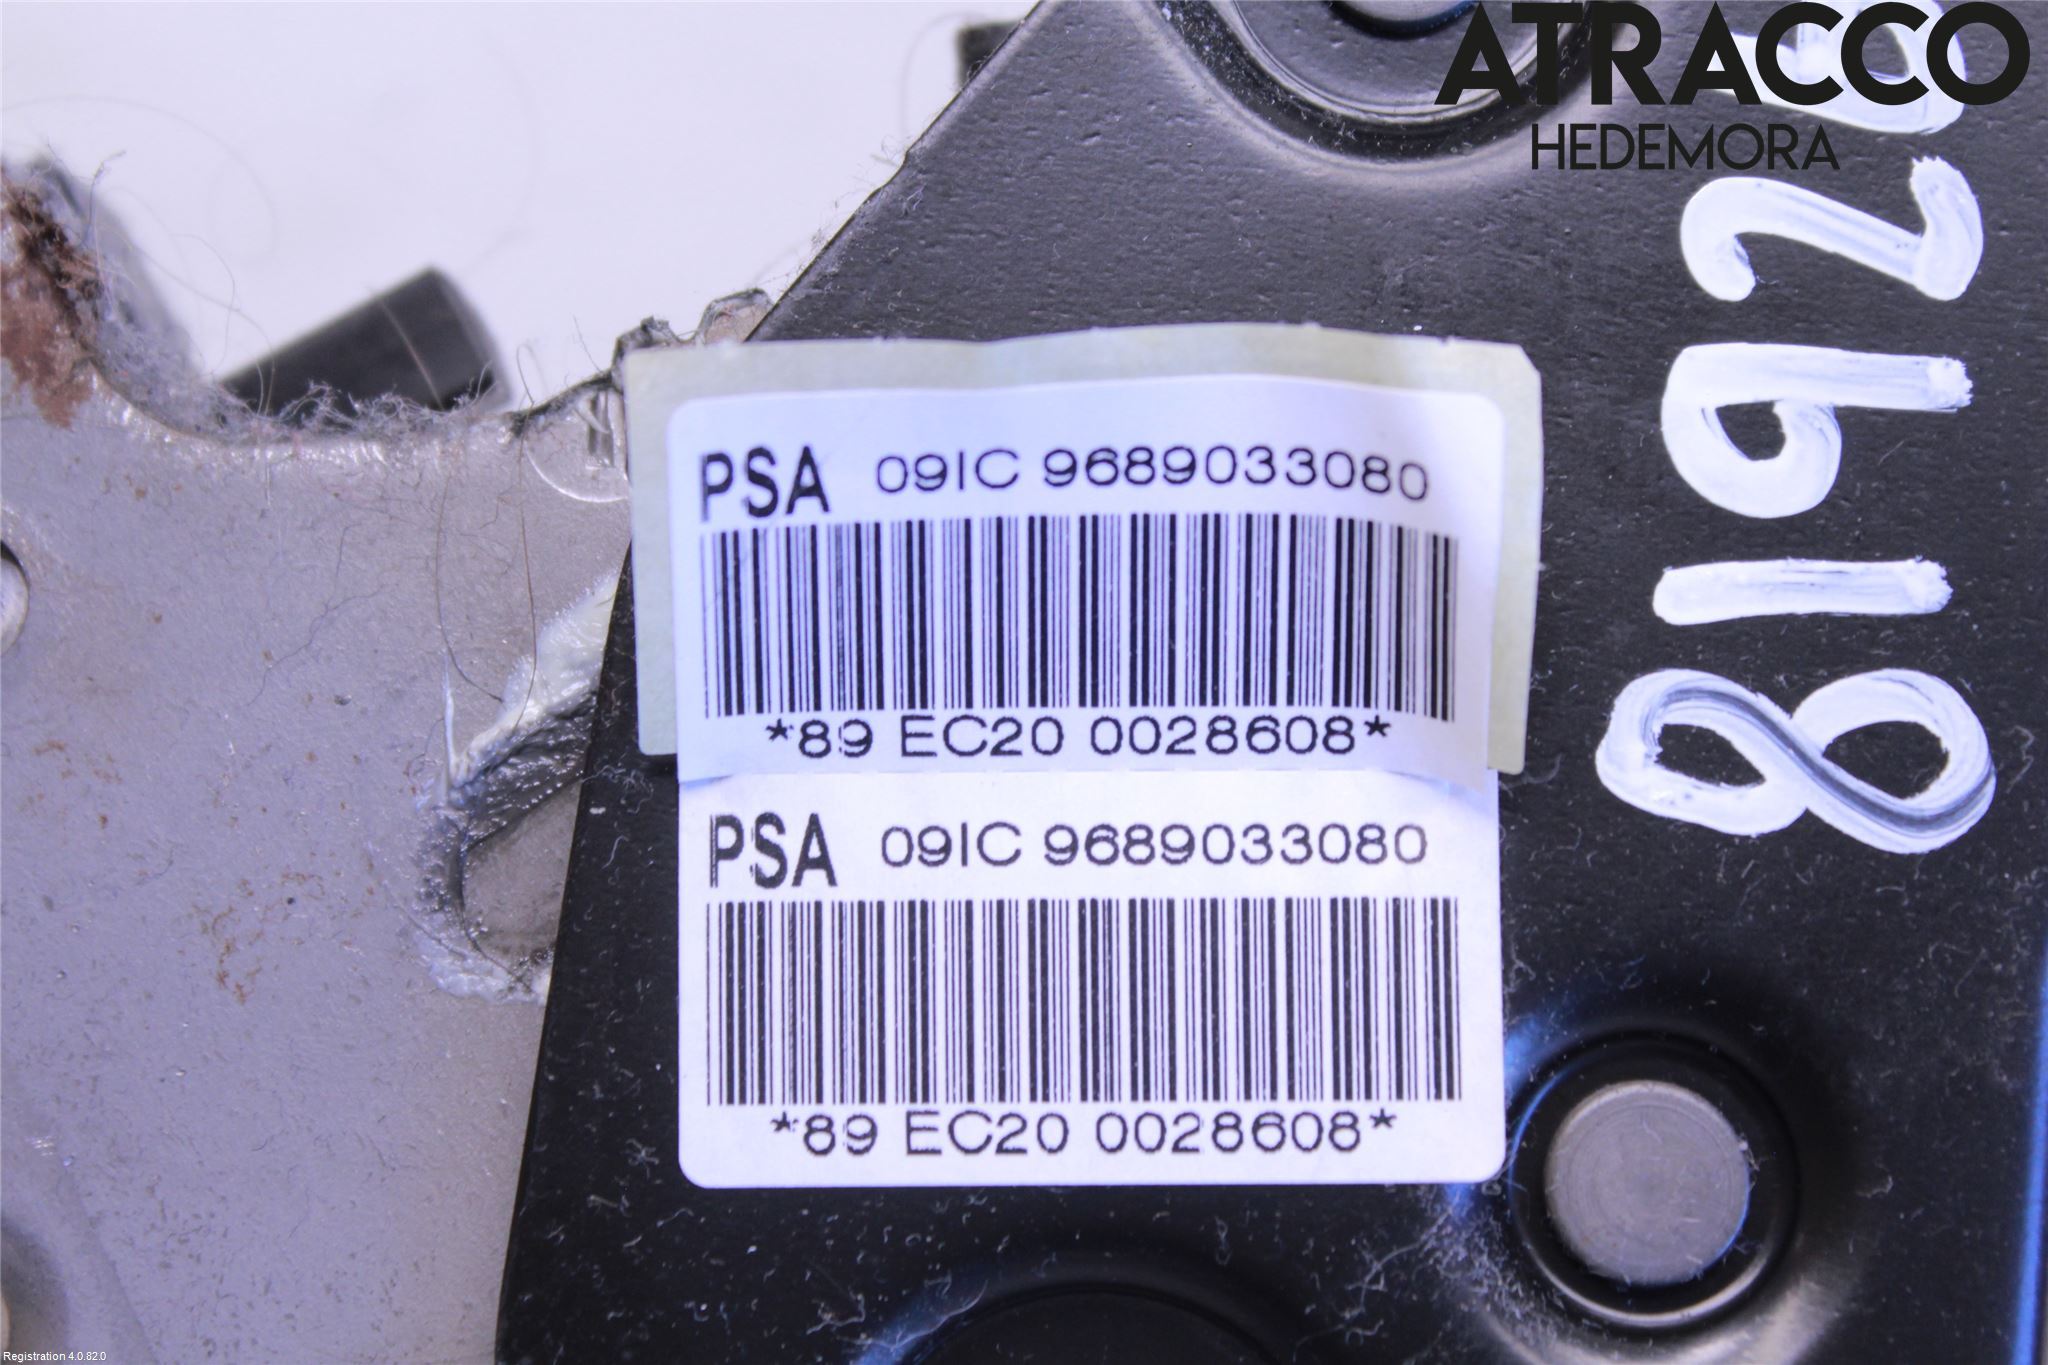 ATRACCO
HEDEMORA
PSA 09IC 9689033080
*89 EC20 0028608*
PSA 09IC 9689033080
*89 EC20 0028608*
8192
Registration 4.0.82.0